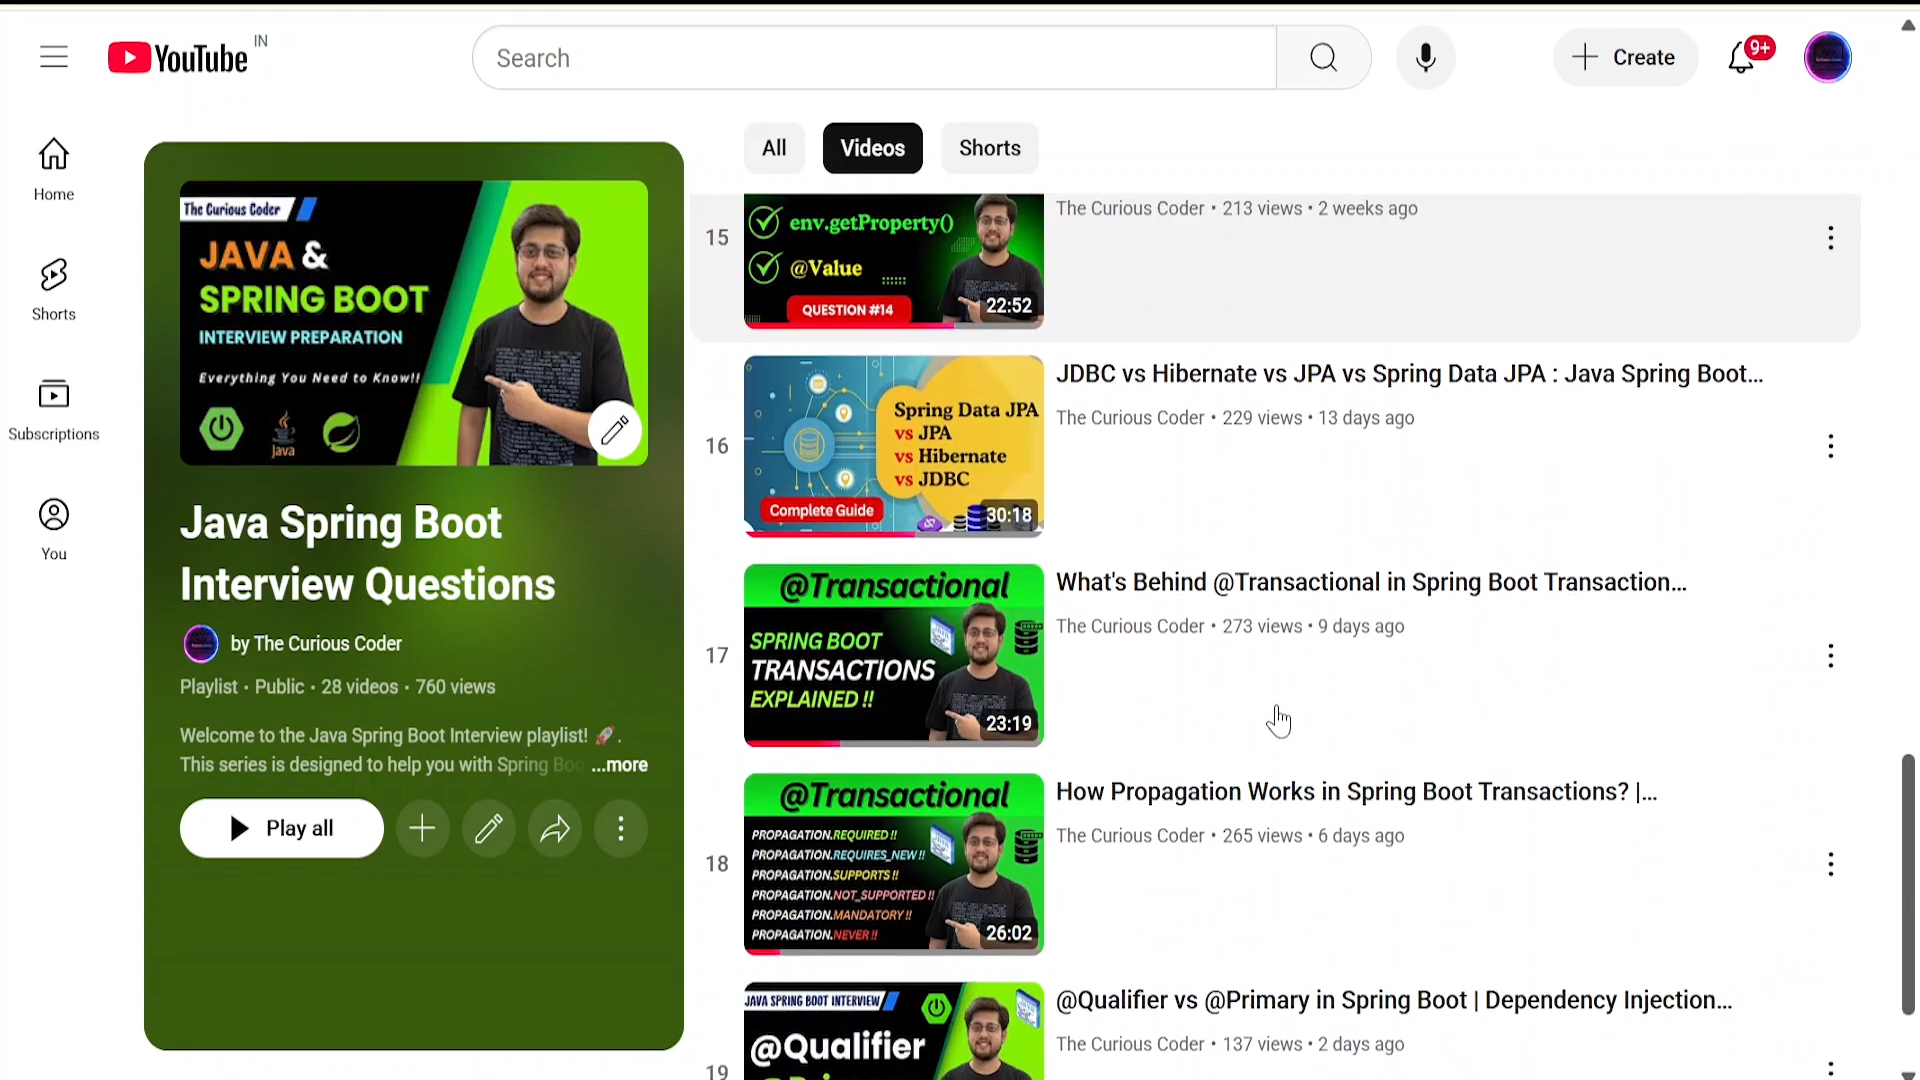 YouTube IN
Search
Create
9+
Home
Shorts
Subscriptions
You
The Curious Coder
JAVA &
SPRING BOOT
INTERVIEW PREPARATION
Everything You Need to Know!!
Java
Java Spring Boot
Interview Questions
by The Curious Coder
Playlist • Public • 28 videos • 760 views
Welcome to the Java Spring Boot Interview playlist! 🚀 .
This series is designed to help you with Spring Boo ...more
Play all
All
Videos
Shorts
15
env.getProperty()
@Value
QUESTION #14
22:52
The Curious Coder • 213 views • 2 weeks ago
16
Spring Data JPA
vs JPA
vs Hibernate
vs JDBC
Complete Guide
30:18
JDBC vs Hibernate vs JPA vs Spring Data JPA : Java Spring Boot...
The Curious Coder • 229 views • 13 days ago
17
@Transactional
SPRING BOOT
TRANSACTIONS
EXPLAINED !!
23:19
What's Behind @Transactional in Spring Boot Transaction...
The Curious Coder • 273 views • 9 days ago
18
@Transactional
PROPAGATION.REQUIRED !!
PROPAGATION.REQUIRES_NEW !!
PROPAGATION.SUPPORTS !!
PROPAGATION.NOT_SUPPORTED !!
PROPAGATION.MANDATORY !!
PROPAGATION.NEVER !!
26:02
How Propagation Works in Spring Boot Transactions? |...
The Curious Coder • 265 views • 6 days ago
19
JAVA SPRING BOOT INTERVIEW
@Qualifier
@Qualifier vs @Primary in Spring Boot | Dependency Injection...
The Curious Coder • 137 views • 2 days ago